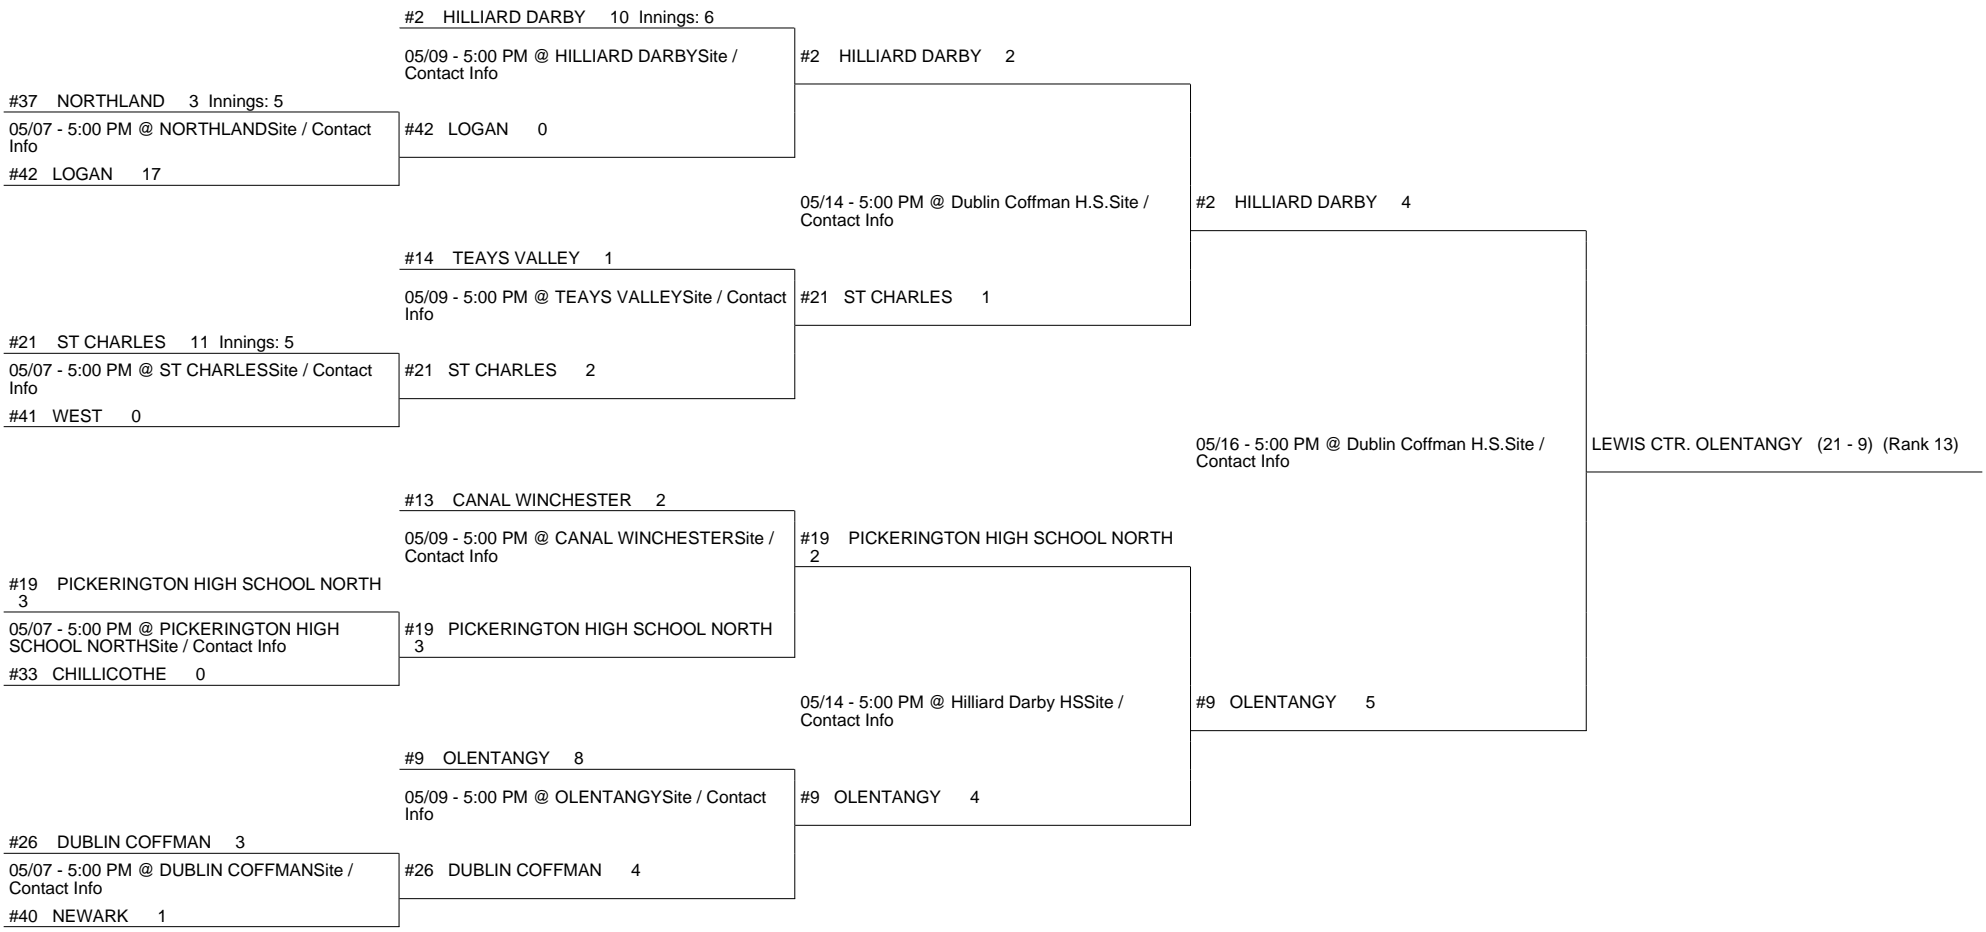 #2 HILLIARD DARBY 10 Innings: 6
05/09 - 5:00 PM @ HILLIARD DARBYSite /
Contact Info
#2 HILLIARD DARBY 2
#37 NORTHLAND 3 Innings: 5
05/07 - 5:00 PM @ NORTHLANDSite / Contact
Info
#42 LOGAN 0
#42 LOGAN 17
05/14 - 5:00 PM @ Dublin Coffman H.S.Site /
Contact Info
#2 HILLIARD DARBY 4
#14 TEAYS VALLEY 1
05/09 - 5:00 PM @ TEAYS VALLEYSite / Contact
Info
#21 ST CHARLES 1
#21 ST CHARLES 11 Innings: 5
05/07 - 5:00 PM @ ST CHARLESSite / Contact
Info
#21 ST CHARLES 2
#41 WEST 0
05/16 - 5:00 PM @ Dublin Coffman H.S.Site /
Contact Info
LEWIS CTR. OLENTANGY (21 - 9) (Rank 13)
#13 CANAL WINCHESTER 2
05/09 - 5:00 PM @ CANAL WINCHESTERSite /
Contact Info
#19 PICKERINGTON HIGH SCHOOL NORTH
2
#19 PICKERINGTON HIGH SCHOOL NORTH
3
05/07 - 5:00 PM @ PICKERINGTON HIGH
SCHOOL NORTHSite / Contact Info
#19 PICKERINGTON HIGH SCHOOL NORTH
3
#33 CHILLICOTHE 0
05/14 - 5:00 PM @ Hilliard Darby HSSite /
Contact Info
#9 OLENTANGY 5
#9 OLENTANGY 8
05/09 - 5:00 PM @ OLENTANGYSite / Contact
Info
#9 OLENTANGY 4
#26 DUBLIN COFFMAN 3
05/07 - 5:00 PM @ DUBLIN COFFMANSite /
Contact Info
#26 DUBLIN COFFMAN 4
#40 NEWARK 1